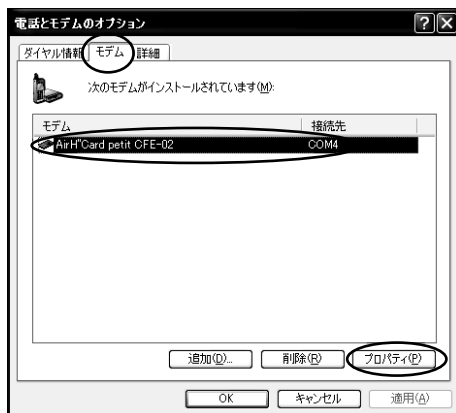 電話とモデムのオプション
ダイヤル情報 モデム 詳細
次のモデムがインストールされています(M):
モデム 接続先
AirH"Card petit CFE-02 COM4
追加(D)... 削除(R) プロパティ(P)
OK キャンセル 適用(A)